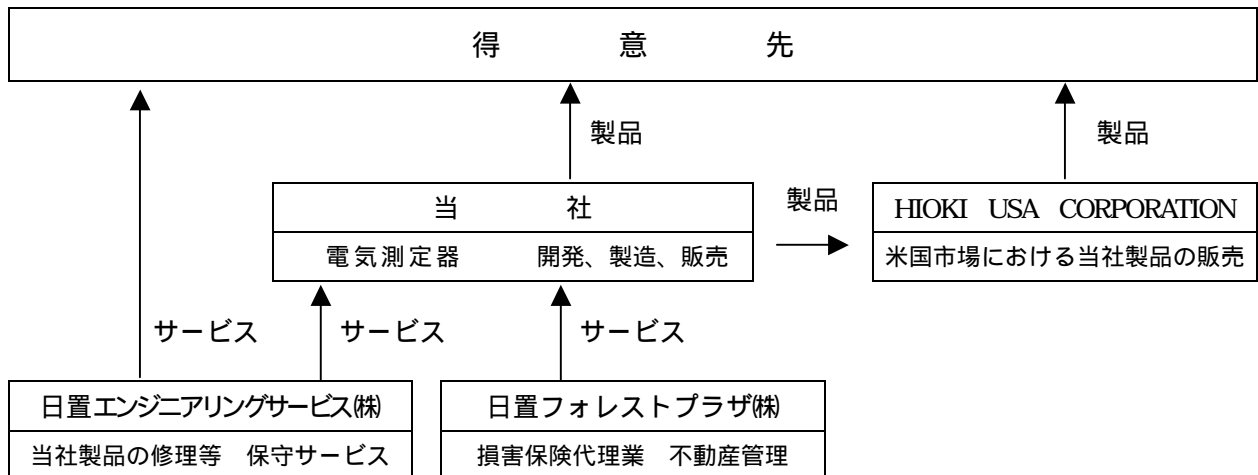 得意先
製品
製品
当社
製品
HIOKI USA CORPORATION
電気測定器 開発、製造、販売
米国市場における当社製品の販売
サービス
サービス
サービス
日置エンジニアリングサービス㈱
日置フォレストプラザ㈱
当社製品の修理等 保守サービス
損害保険代理業 不動産管理